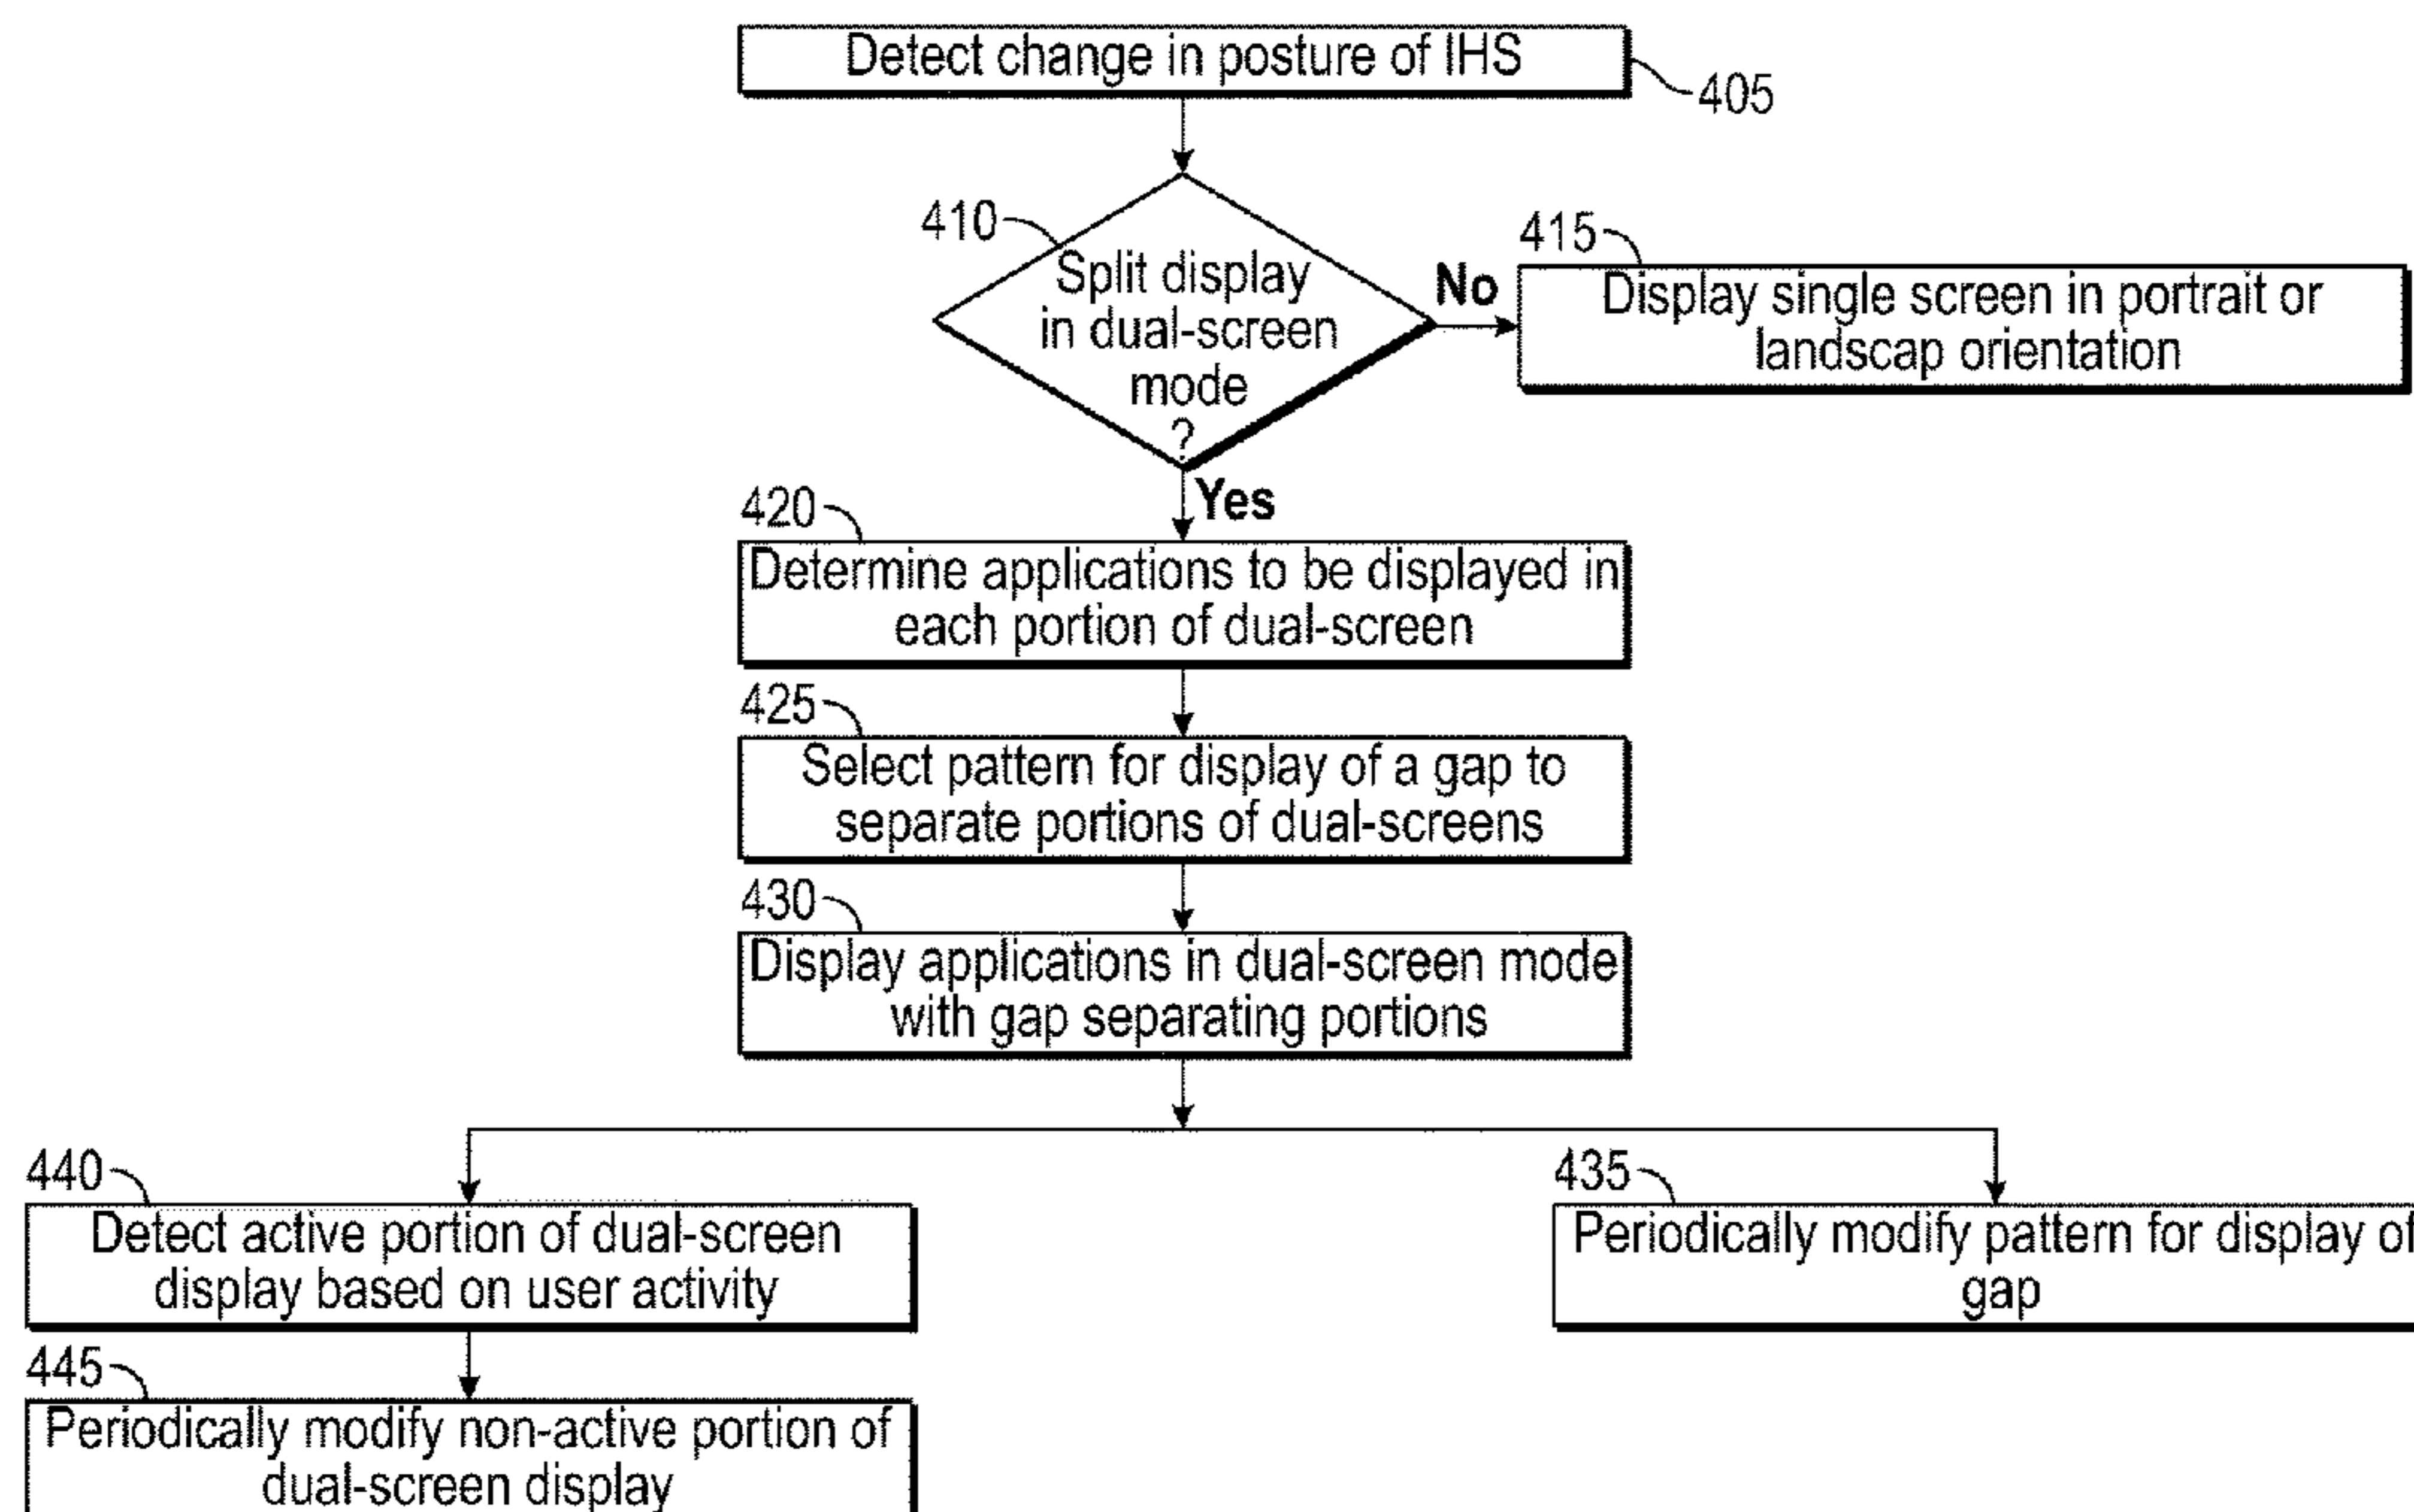 Detect change in posture of IHS
405
410
Split display
in dual-screen
mode
?
No
415
Display single screen in portrait or
landscap orientation
Yes
420
Determine applications to be displayed in
each portion of dual-screen
425
Select pattern for display of a gap to
separate portions of dual-screens
430
Display applications in dual-screen mode
with gap separating portions
440
Detect active portion of dual-screen
display based on user activity
435
Periodically modify pattern for display of
gap
445
Periodically modify non-active portion of
dual-screen display